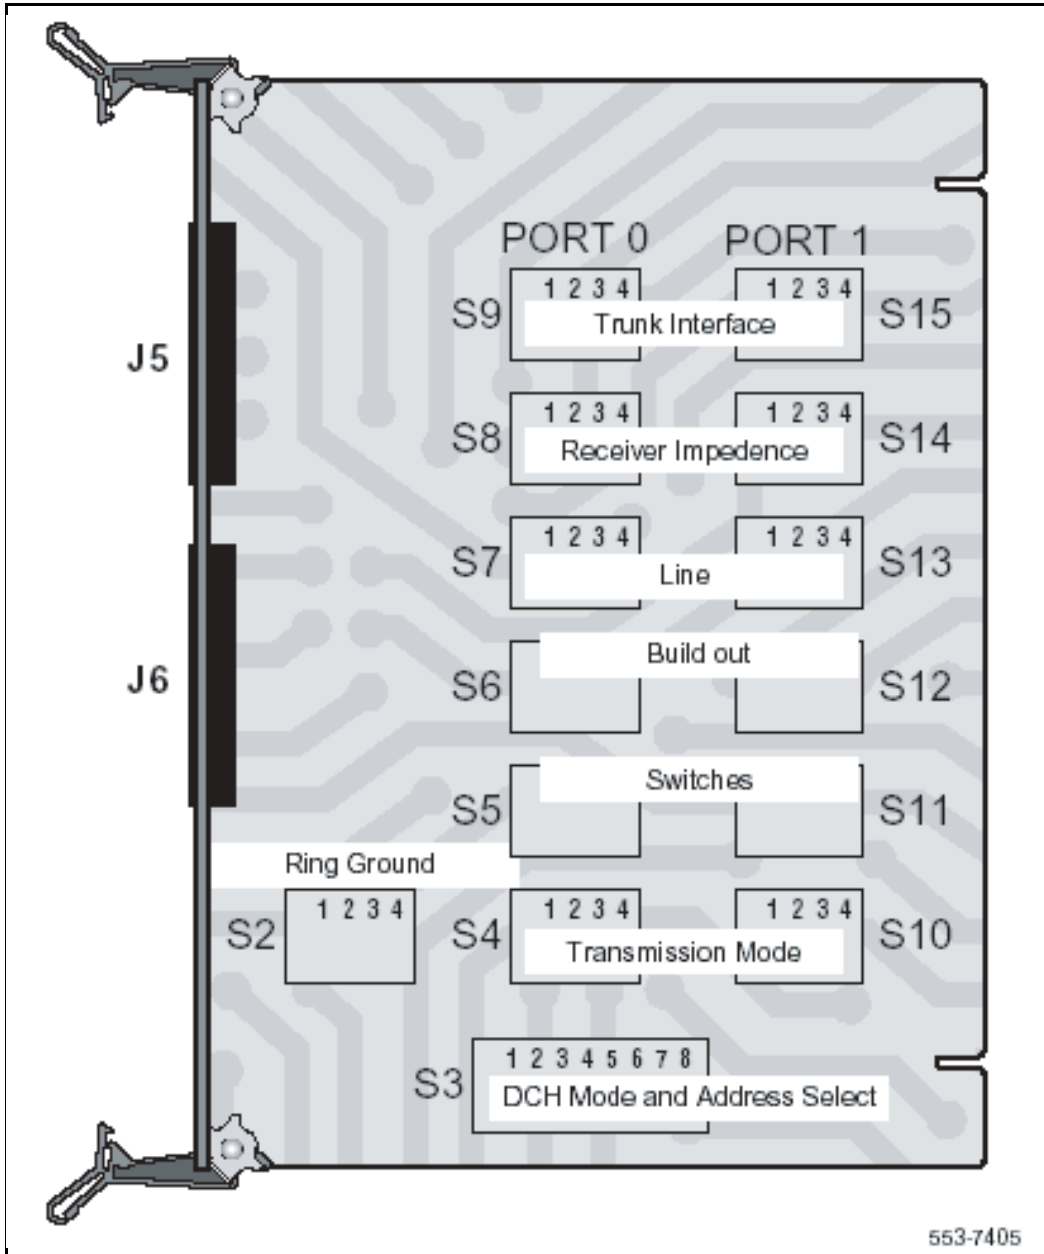 PORT 0 PORT 1
S9 1 2 3 4 1 2 3 4 S15
Trunk Interface
J5
S8 1 2 3 4 1 2 3 4 S14
Receiver Impedence
S7 1 2 3 4 1 2 3 4 S13
Line
Build out
J6 S6 S12
Switches
S5 S11
Ring Ground
S2 1 2 3 4 S4 1 2 3 4 1 2 3 4 S10
Transmission Mode
1 2 3 4 5 6 7 8
S3 DCH Mode and Address Select
553-7405